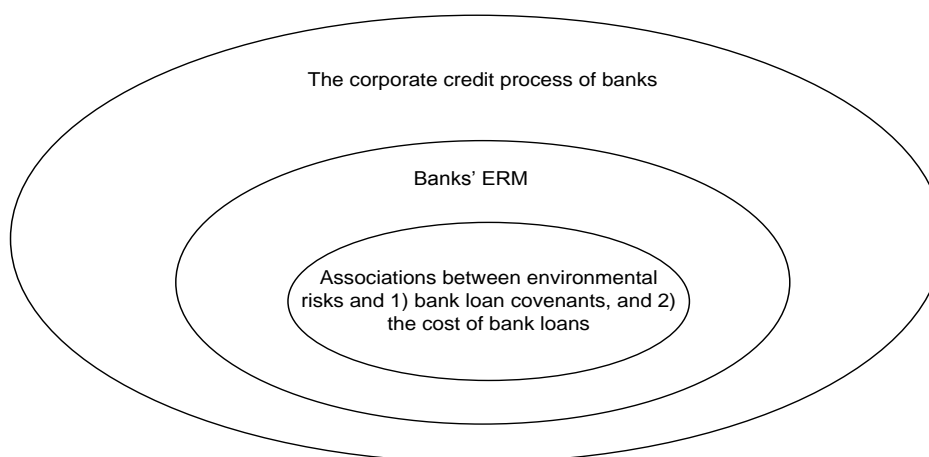 The corporate credit process of banks
Banks’ ERM
Associations between environmental
risks and 1) bank loan covenants, and 2)
the cost of bank loans